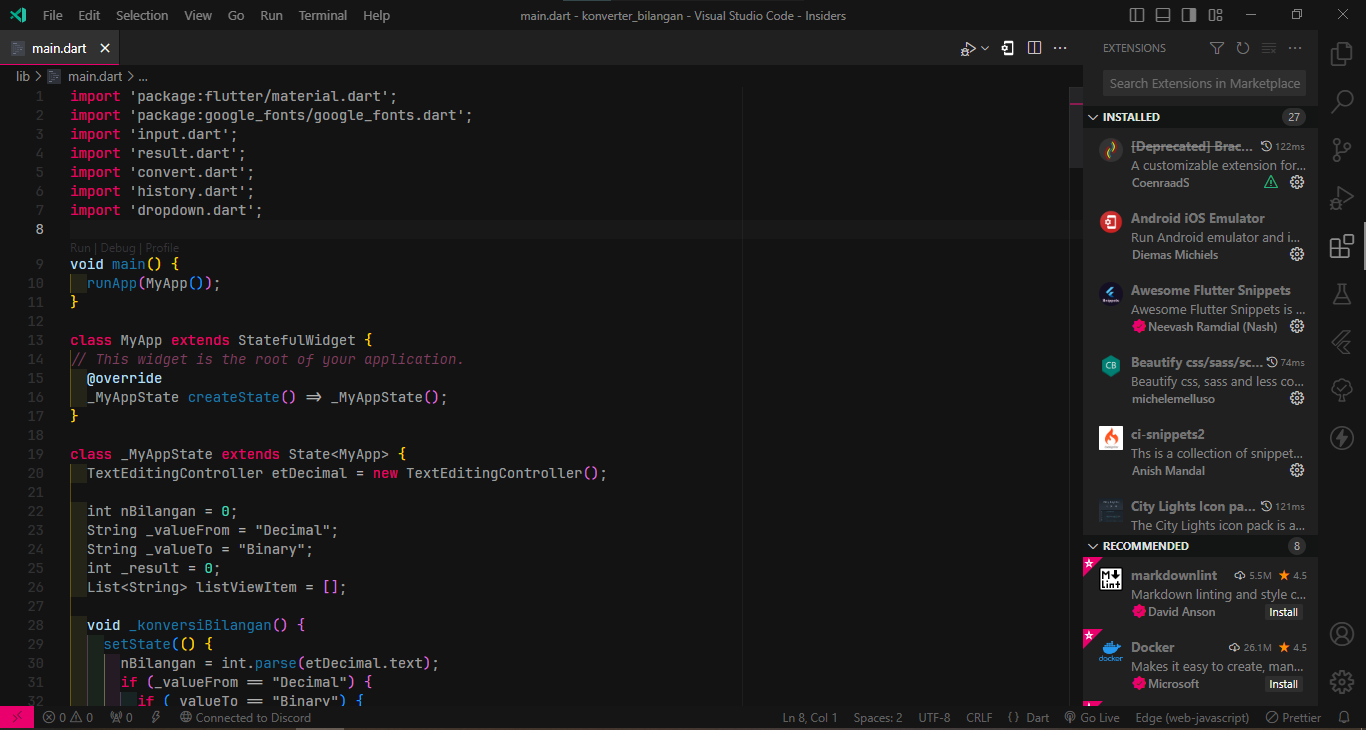 File Edit Selection View Go Run Terminal Help
main.dart - konverter_bilangan - Visual Studio Code - Insiders
main.dart
lib > main.dart > ...
1 import 'package:flutter/material.dart';
2 import 'package:google_fonts/google_fonts.dart';
3 import 'input.dart';
4 import 'result.dart';
5 import 'convert.dart';
6 import 'history.dart';
7 import 'dropdown.dart';
8
Run | Debug | Profile
9 void main() {
10 runApp(MyApp());
11 }
12
13 class MyApp extends StatefulWidget {
14 // This widget is the root of your application.
15 @override
16 _MyAppState createState() => _MyAppState();
17 }
18
19 class _MyAppState extends State<MyApp> {
20 TextEditingController etDecimal = new TextEditingController();
21
22 int nBilangan = 0;
23 String _valueFrom = "Decimal";
24 String _valueTo = "Binary";
25 int _result = 0;
26 List<String> listViewItem = [];
27
28 void _konversiBilangan() {
29 setState(() {
30 nBilangan = int.parse(etDecimal.text);
31 if (_valueFrom == "Decimal") {
32 if (_valueTo == "Binary") {
EXTENSIONS
Search Extensions in Marketplace
INSTALLED 27
[Deprecated] Brac... 122ms
A customizable extension for...
CoenraadS
Android iOS Emulator
Run Android emulator and i...
Diemas Michiels
Awesome Flutter Snippets
Awesome Flutter Snippets is ...
Neevash Ramdial (Nash)
CB
Beautify css/sass/sc... 74ms
Beautify css, sass and less co...
michelemelluso
ci-snippets2
Ths is a collection of snippet...
Anish Mandal
City Lights Icon pa... 121ms
The City Lights icon pack is a...
RECOMMENDED 8
M Lint
markdownlint 5.5M 4.5
Markdown linting and style c...
David Anson Install
docker
Docker 26.1M 4.5
Makes it easy to create, man...
Microsoft Install
0 0 0 Connected to Discord Ln 8, Col 1 Spaces: 2 UTF-8 CRLF {} Dart Go Live Edge (web-javascript) Prettier